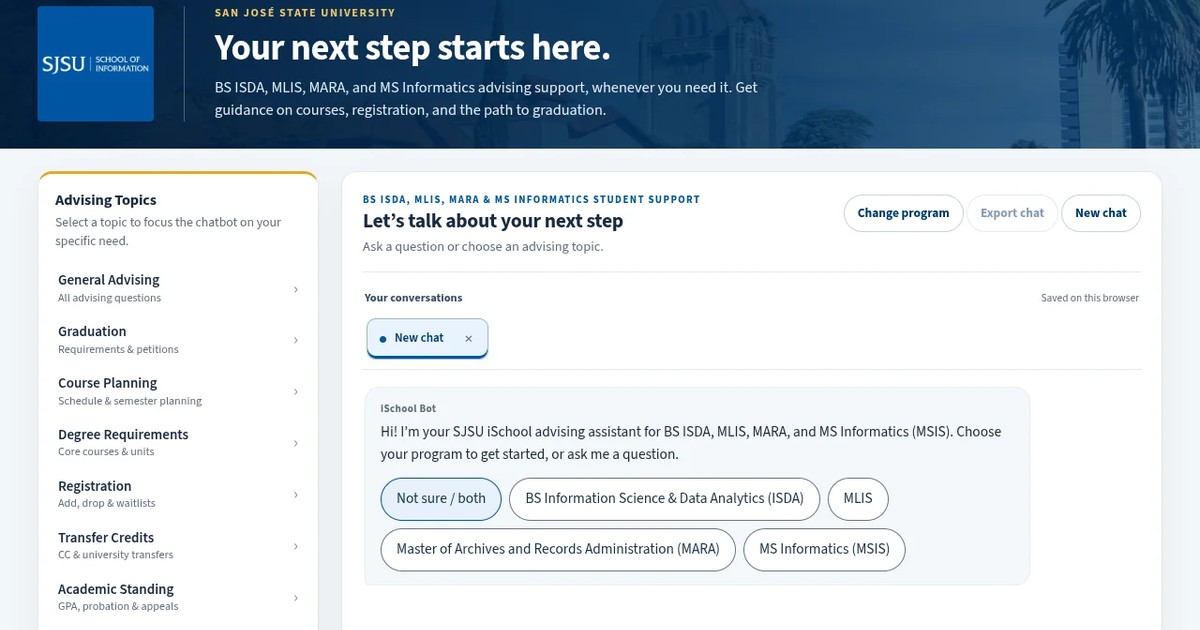 SJSU SCHOOL OF INFORMATION
SAN JOSÉ STATE UNIVERSITY
Your next step starts here.
BS ISDA, MLIS, MARA, and MS Informatics advising support, whenever you need it. Get
guidance on courses, registration, and the path to graduation.
Advising Topics
Select a topic to focus the chatbot on your
specific need.
General Advising
All advising questions
Graduation
Requirements & petitions
Course Planning
Schedule & semester planning
Degree Requirements
Core courses & units
Registration
Add, drop & waitlists
Transfer Credits
CC & university transfers
Academic Standing
GPA, probation & appeals
BS ISDA, MLIS, MARA & MS INFORMATICS STUDENT SUPPORT
Let’s talk about your next step
Ask a question or choose an advising topic.
Change program
Export chat
New chat
Your conversations
Saved on this browser
New chat ×
iSchool Bot
Hi! I’m your SJSU iSchool advising assistant for BS ISDA, MLIS, MARA, and MS Informatics (MSIS). Choose
your program to get started, or ask me a question.
Not sure / both
BS Information Science & Data Analytics (ISDA)
MLIS
Master of Archives and Records Administration (MARA)
MS Informatics (MSIS)